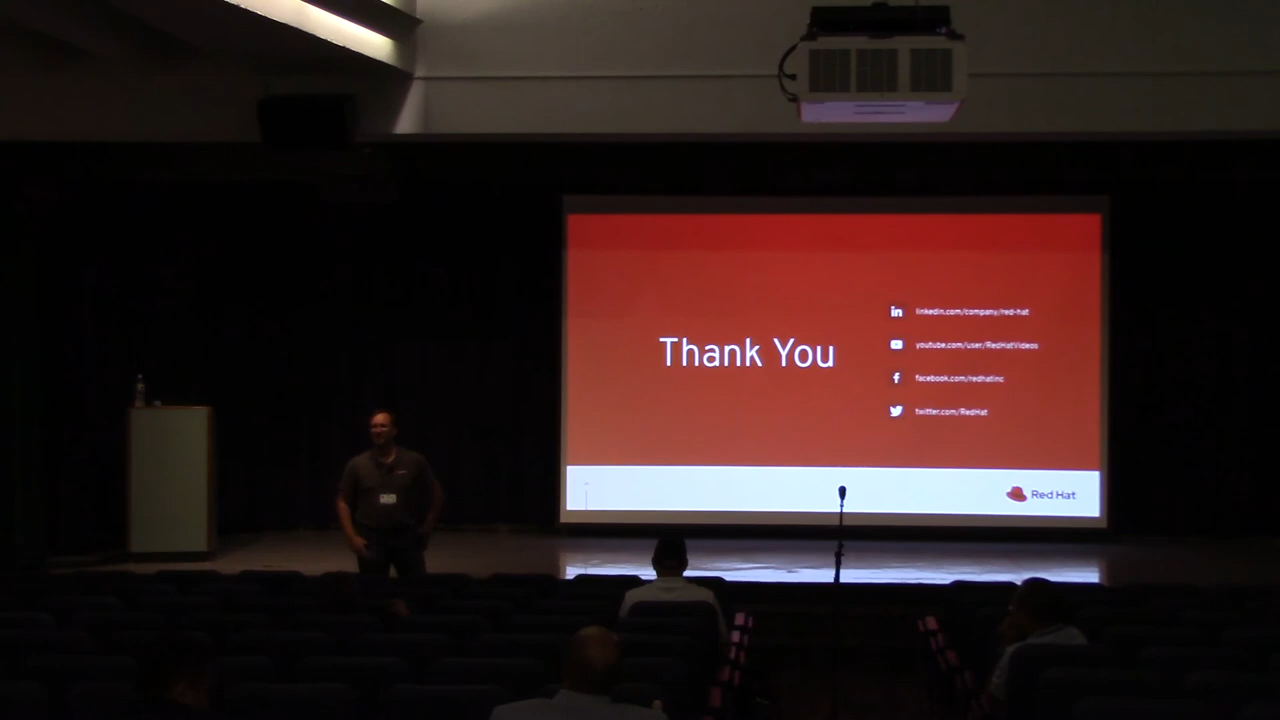 Thank You
linkedin.com/company/red-hat
youtube.com/user/RedHatVideos
facebook.com/redhatinc
twitter.com/RedHat
Red Hat